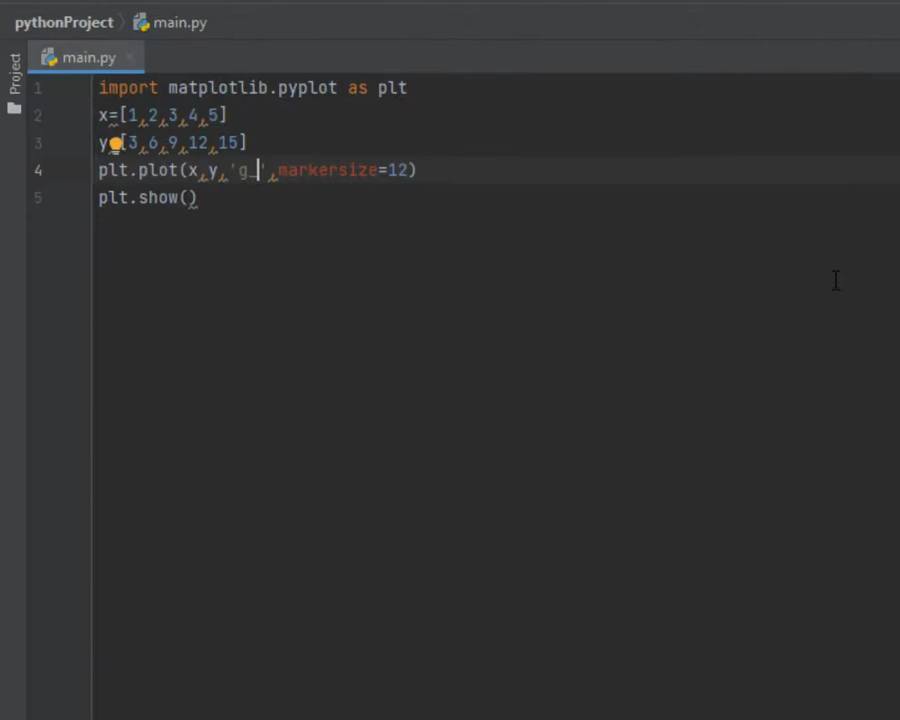 pythonProject main.py
main.py
Project
1 import matplotlib.pyplot as plt
2 x=[1,2,3,4,5]
3 y=[3,6,9,12,15]
4 plt.plot(x,y,'g_',markersize=12)
5 plt.show()